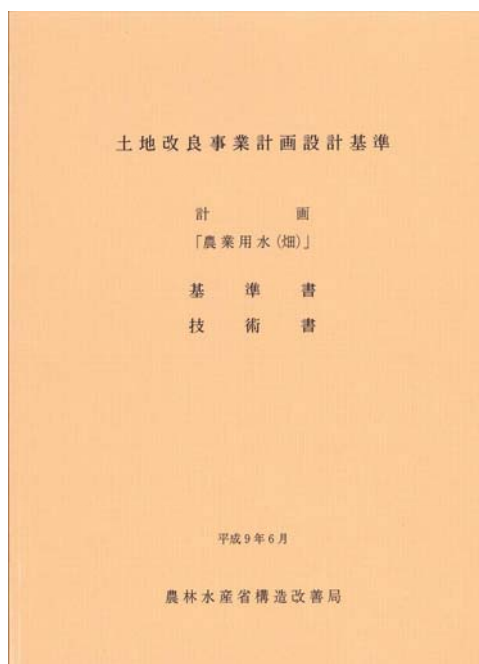 土地改良事業計画設計基準
計画
「農業用水(畑)」
基準書
技術書
平成9年6月
農林水産省構造改善局